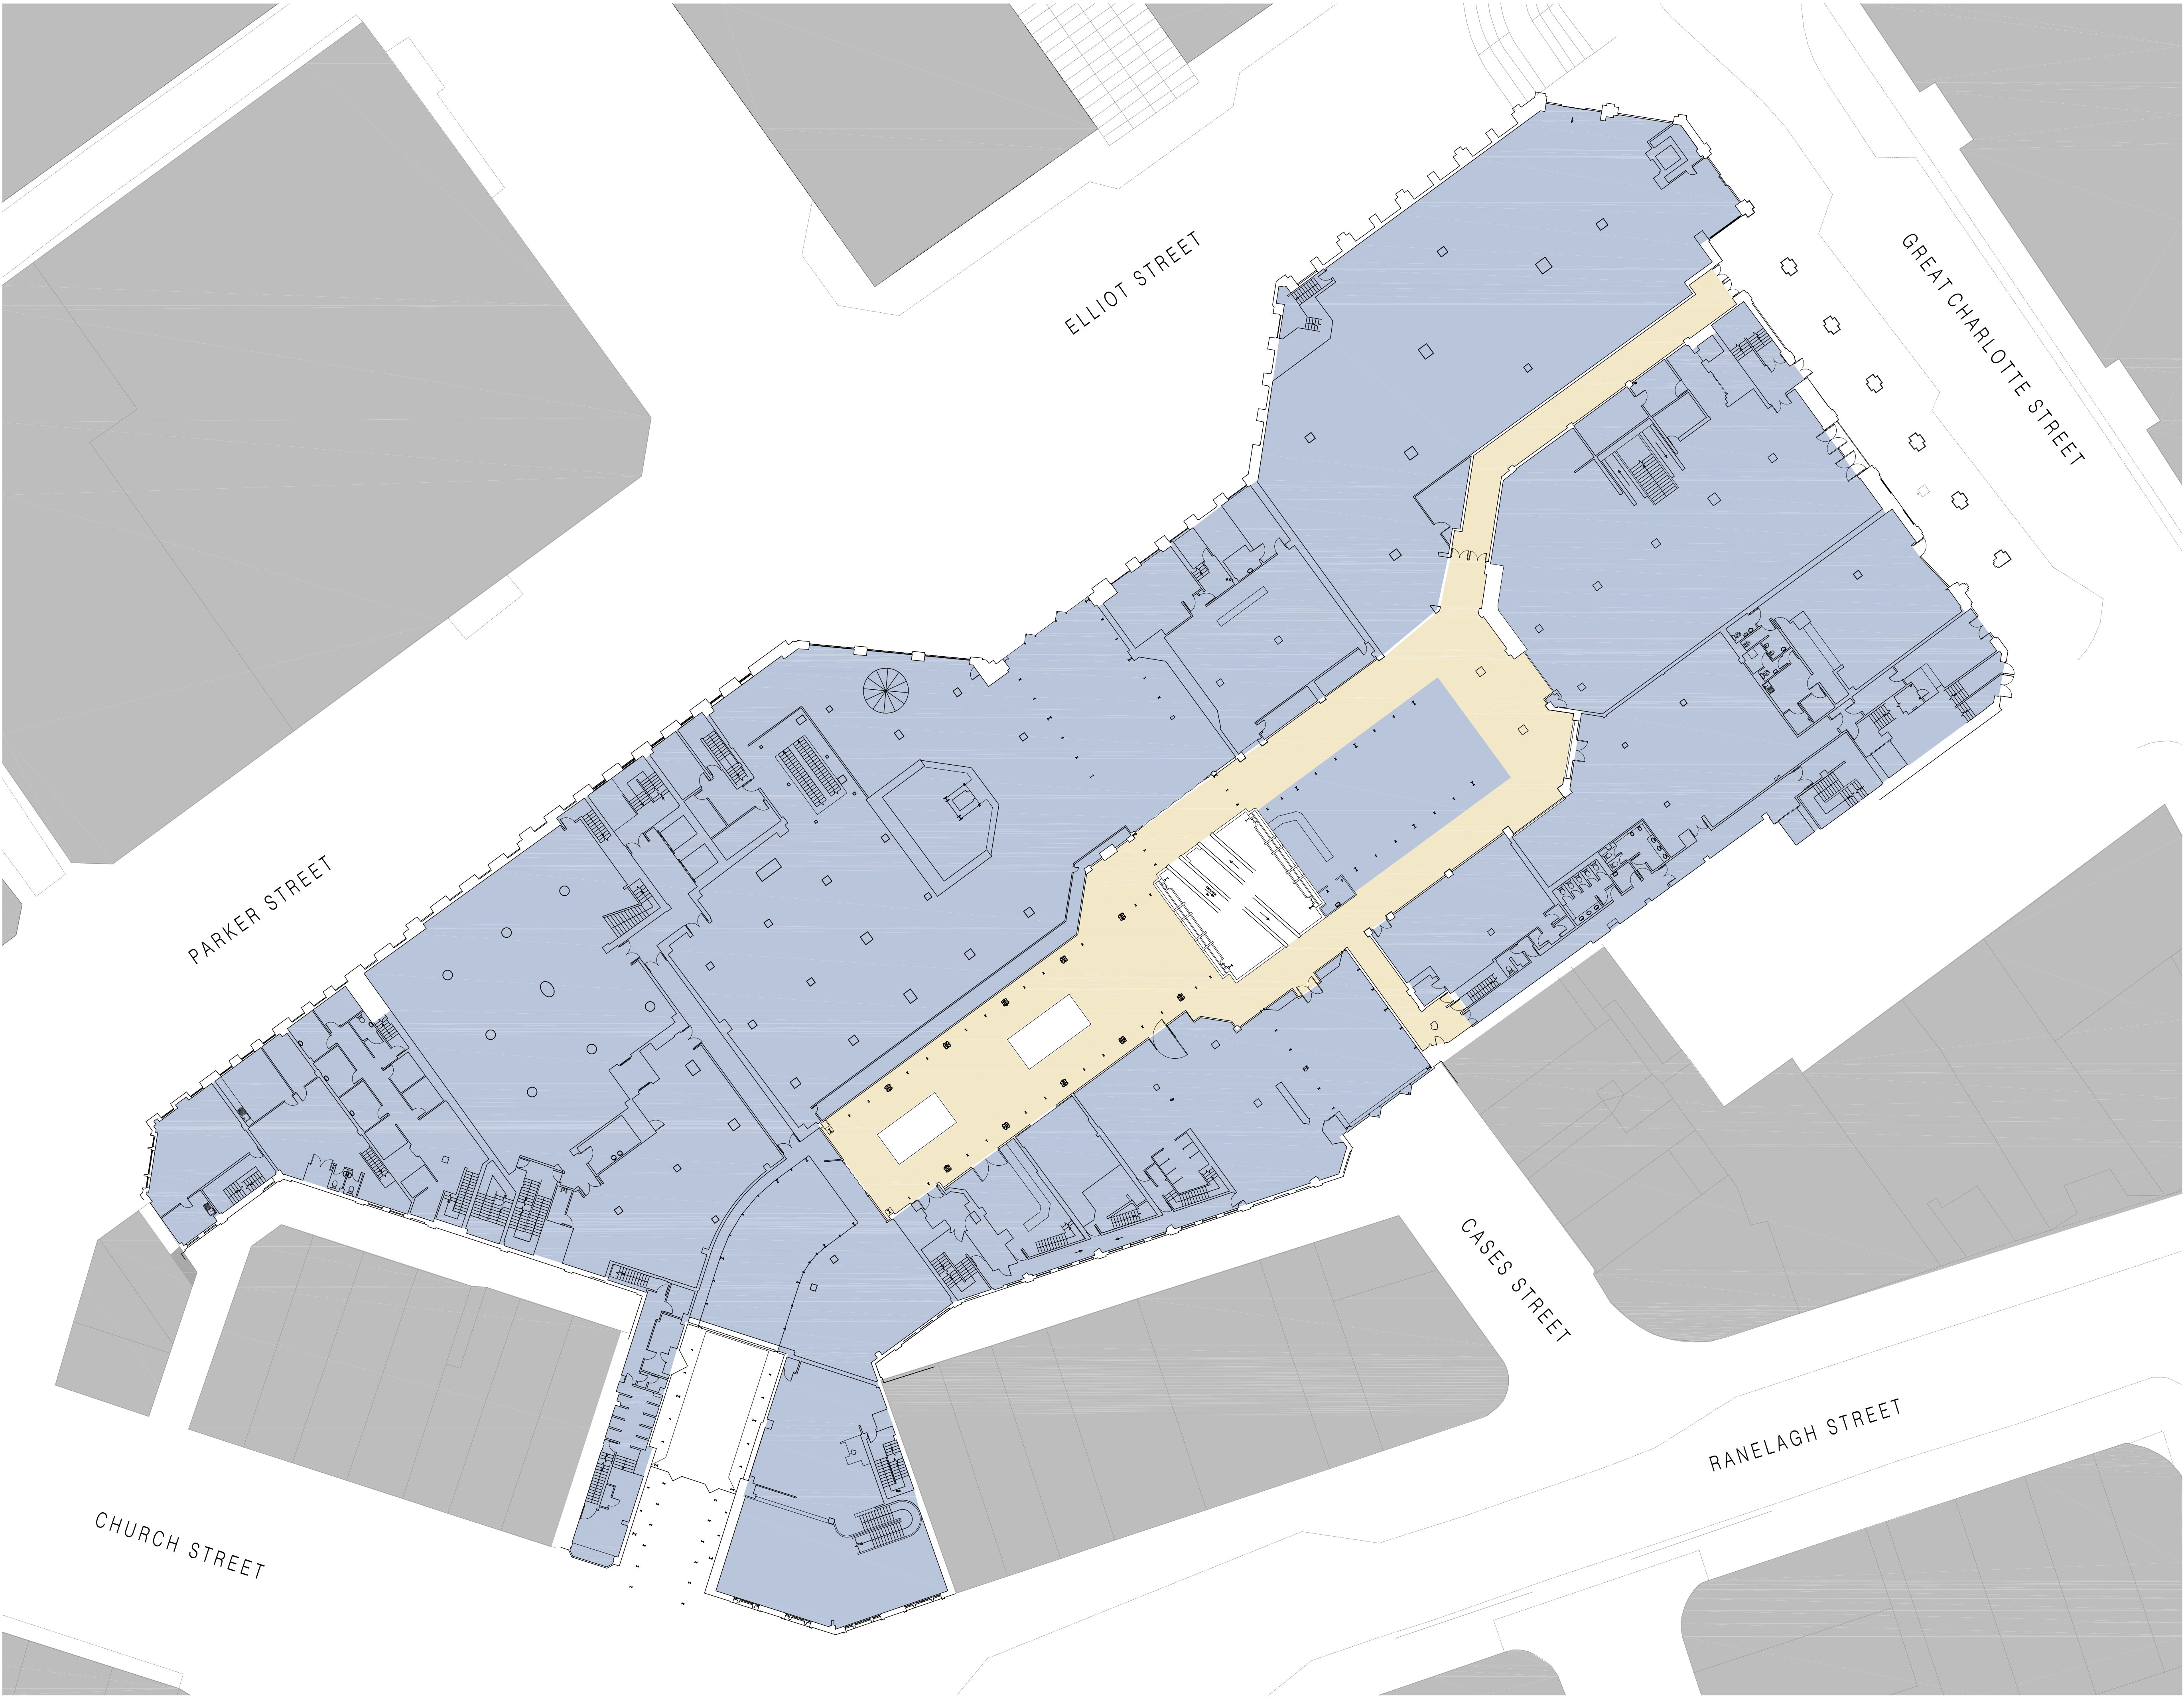 ELLIOT STREET
GREAT CHARLOTTE STREET
PARKER STREET
CASES STREET
RANELAGH STREET
CHURCH STREET